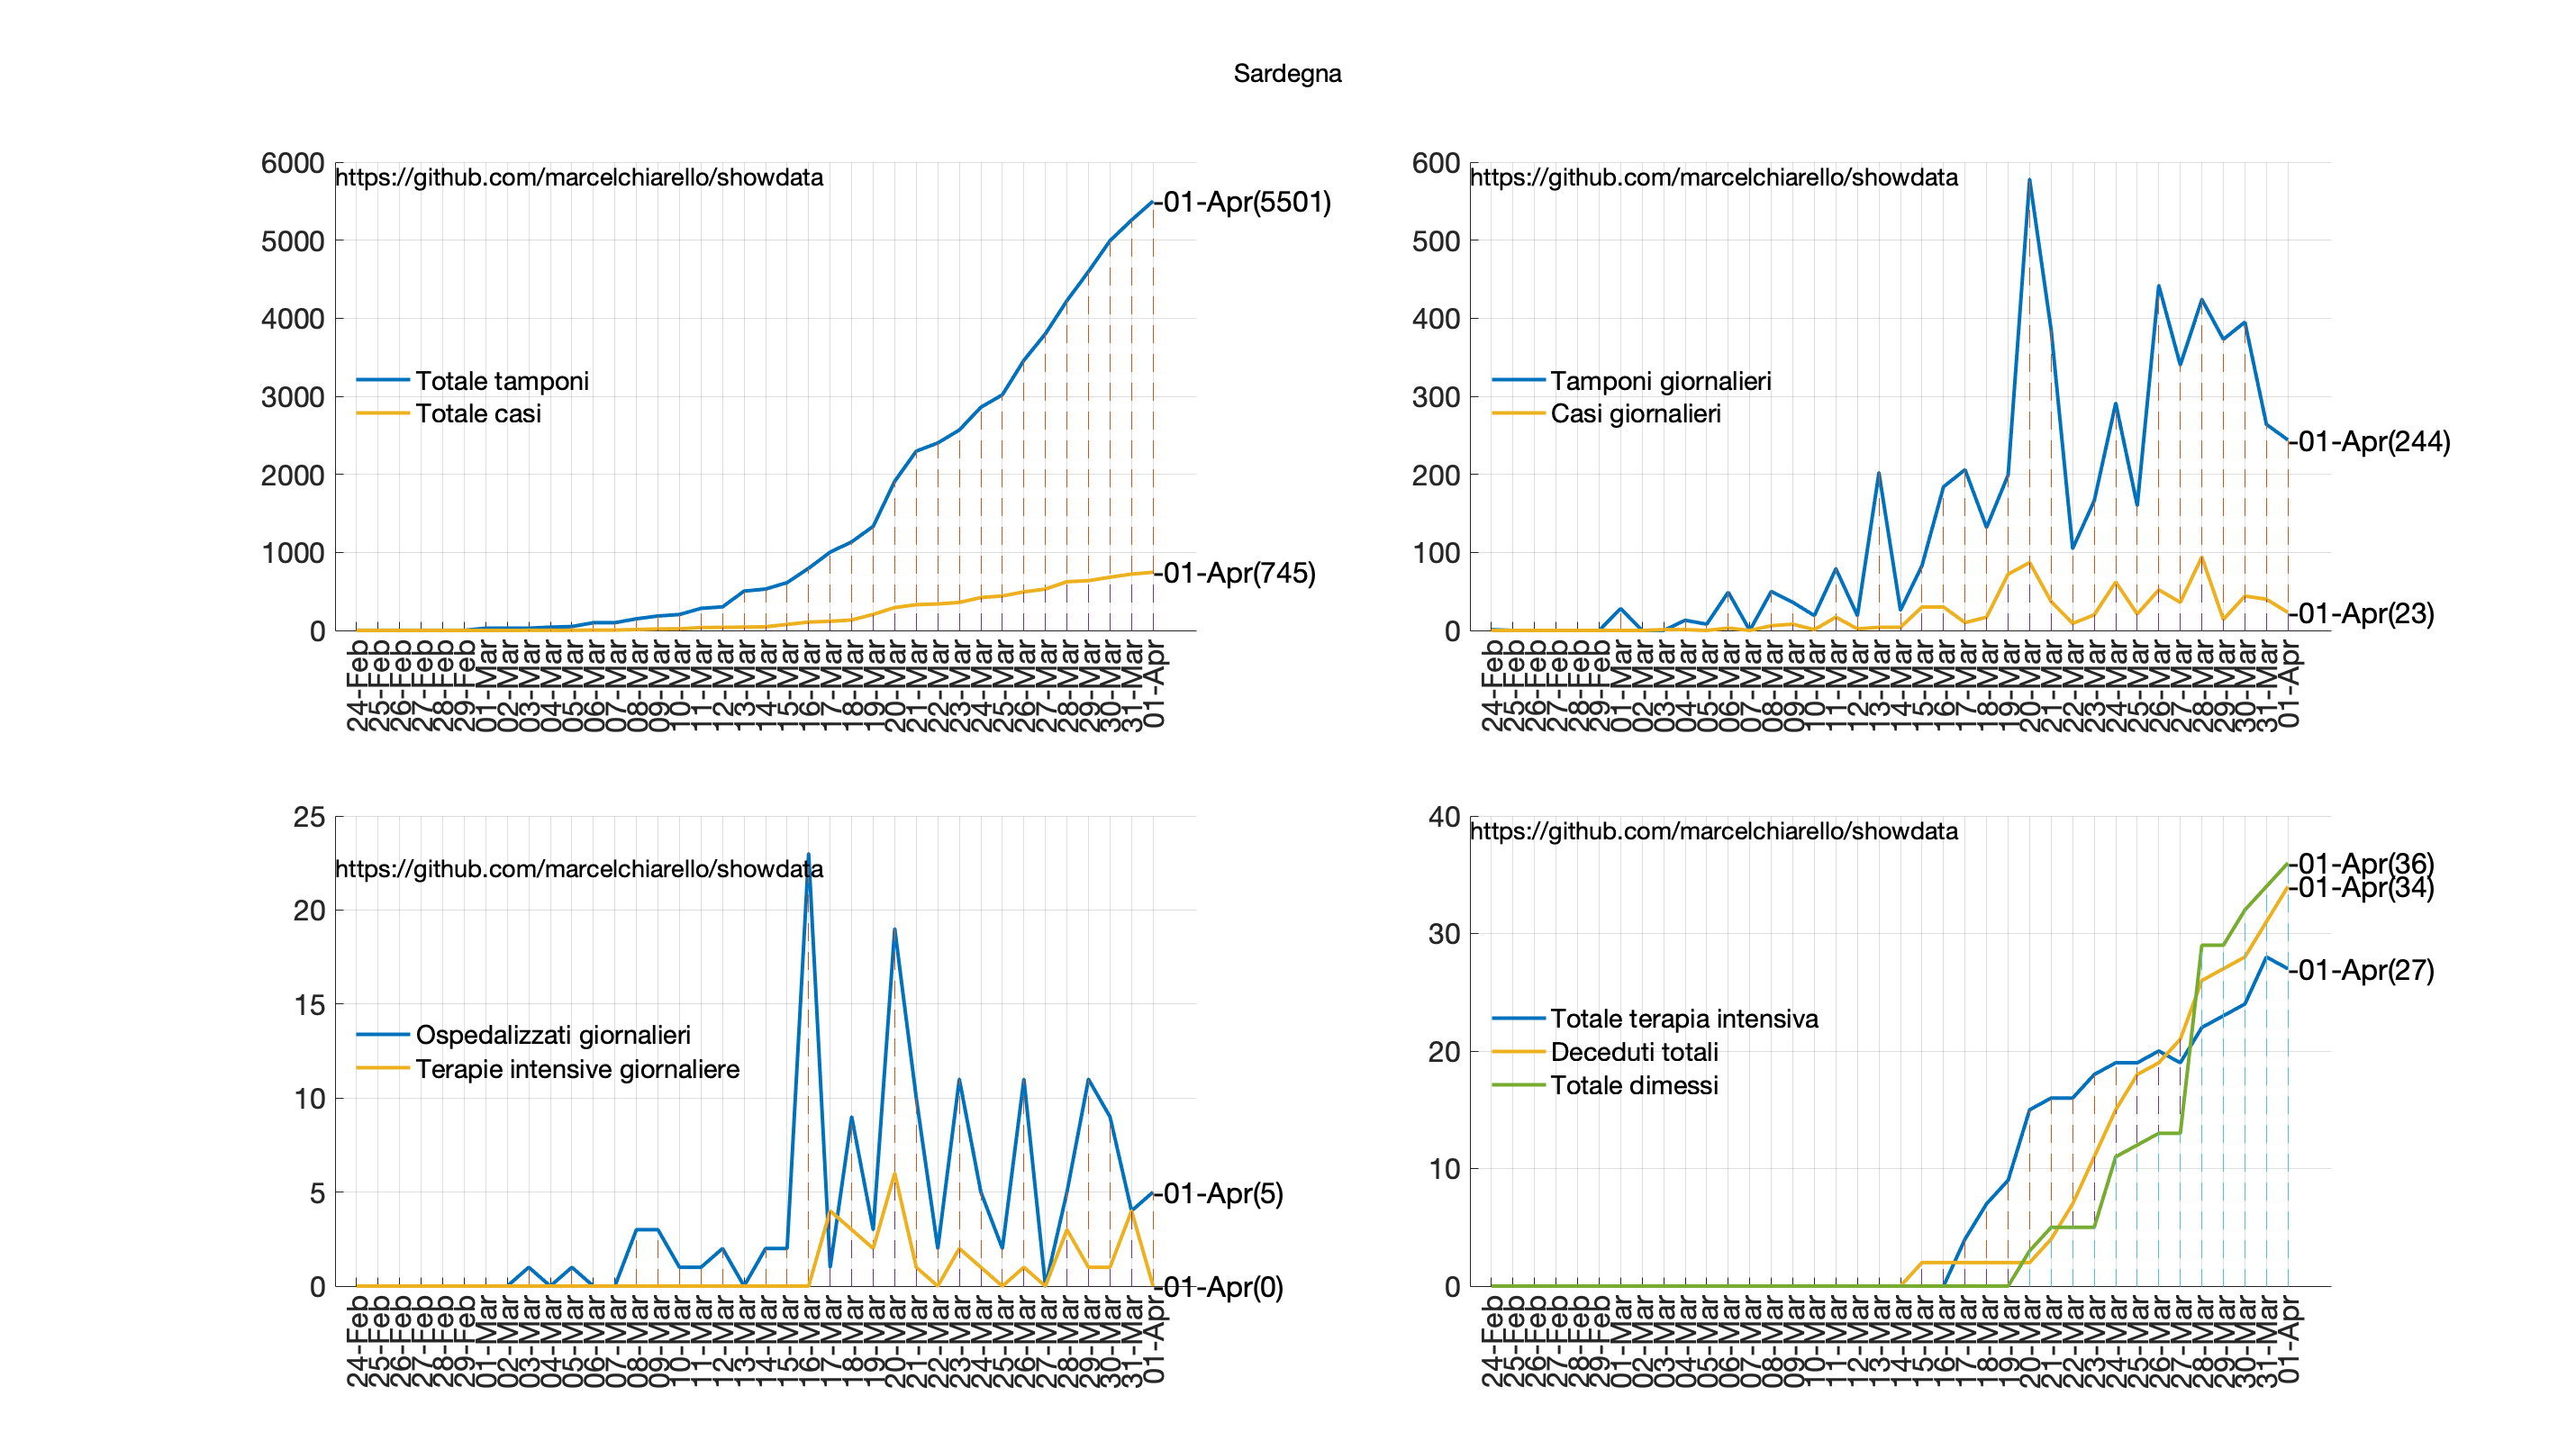 Sardegna
6000
5000
4000
3000
2000
1000
0
https://github.com/marcelchiarello/showdata
Totale tamponi
Totale casi
-01-Apr(5501)
-01-Apr(745)
24-Feb
25-Feb
26-Feb
27-Feb
28-Feb
29-Feb
01-Mar
02-Mar
03-Mar
04-Mar
05-Mar
06-Mar
07-Mar
08-Mar
09-Mar
10-Mar
11-Mar
12-Mar
13-Mar
14-Mar
15-Mar
16-Mar
17-Mar
18-Mar
19-Mar
20-Mar
21-Mar
22-Mar
23-Mar
24-Mar
25-Mar
26-Mar
27-Mar
28-Mar
29-Mar
30-Mar
31-Mar
01-Apr
600
500
400
300
200
100
0
https://github.com/marcelchiarello/showdata
Tamponi giornalieri
Casi giornalieri
-01-Apr(244)
-01-Apr(23)
24-Feb
25-Feb
26-Feb
27-Feb
28-Feb
29-Feb
01-Mar
02-Mar
03-Mar
04-Mar
05-Mar
06-Mar
07-Mar
08-Mar
09-Mar
10-Mar
11-Mar
12-Mar
13-Mar
14-Mar
15-Mar
16-Mar
17-Mar
18-Mar
19-Mar
20-Mar
21-Mar
22-Mar
23-Mar
24-Mar
25-Mar
26-Mar
27-Mar
28-Mar
29-Mar
30-Mar
31-Mar
01-Apr
25
20
15
10
5
0
https://github.com/marcelchiarello/showdata
Ospedalizzati giornalieri
Terapie intensive giornaliere
-01-Apr(5)
-01-Apr(0)
24-Feb
25-Feb
26-Feb
27-Feb
28-Feb
29-Feb
01-Mar
02-Mar
03-Mar
04-Mar
05-Mar
06-Mar
07-Mar
08-Mar
09-Mar
10-Mar
11-Mar
12-Mar
13-Mar
14-Mar
15-Mar
16-Mar
17-Mar
18-Mar
19-Mar
20-Mar
21-Mar
22-Mar
23-Mar
24-Mar
25-Mar
26-Mar
27-Mar
28-Mar
29-Mar
30-Mar
31-Mar
01-Apr
40
30
20
10
0
https://github.com/marcelchiarello/showdata
Totale terapia intensiva
Deceduti totali
Totale dimessi
-01-Apr(36)
-01-Apr(34)
-01-Apr(27)
24-Feb
25-Feb
26-Feb
27-Feb
28-Feb
29-Feb
01-Mar
02-Mar
03-Mar
04-Mar
05-Mar
06-Mar
07-Mar
08-Mar
09-Mar
10-Mar
11-Mar
12-Mar
13-Mar
14-Mar
15-Mar
16-Mar
17-Mar
18-Mar
19-Mar
20-Mar
21-Mar
22-Mar
23-Mar
24-Mar
25-Mar
26-Mar
27-Mar
28-Mar
29-Mar
30-Mar
31-Mar
01-Apr